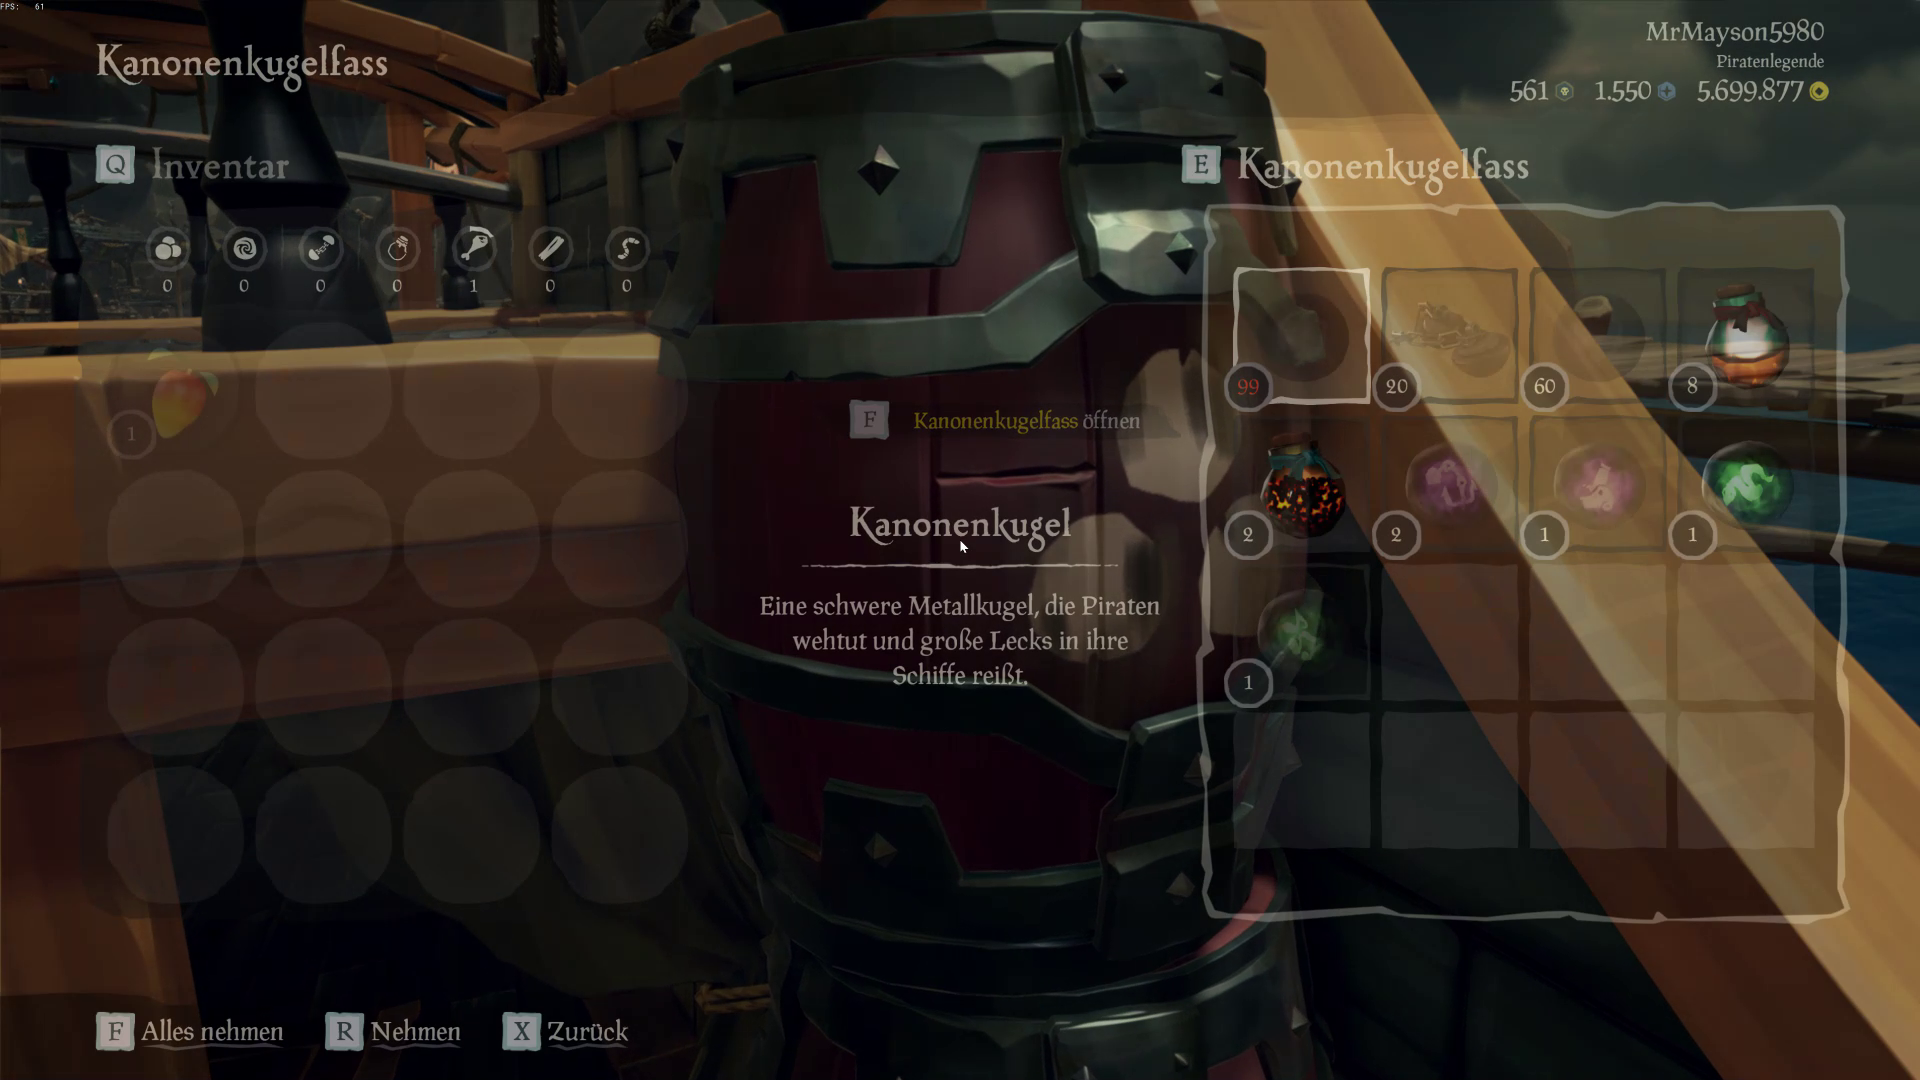 FPS: 61
Kanonenkugelfass
MrMayson5980
Piratenlegende
561 1.550 5.699.877
Q Inventar
E Kanonenkugelfass
0 0 0 0 1 0 0
99 20 60 8
1
F Kanonenkugelfass öffnen
Kanonenkugel
2 2 1 1
Eine schwere Metallkugel, die Piraten
wehtut und große Lecks in ihre
Schiffe reißt.
1
F Alles nehmen R Nehmen X Zurück